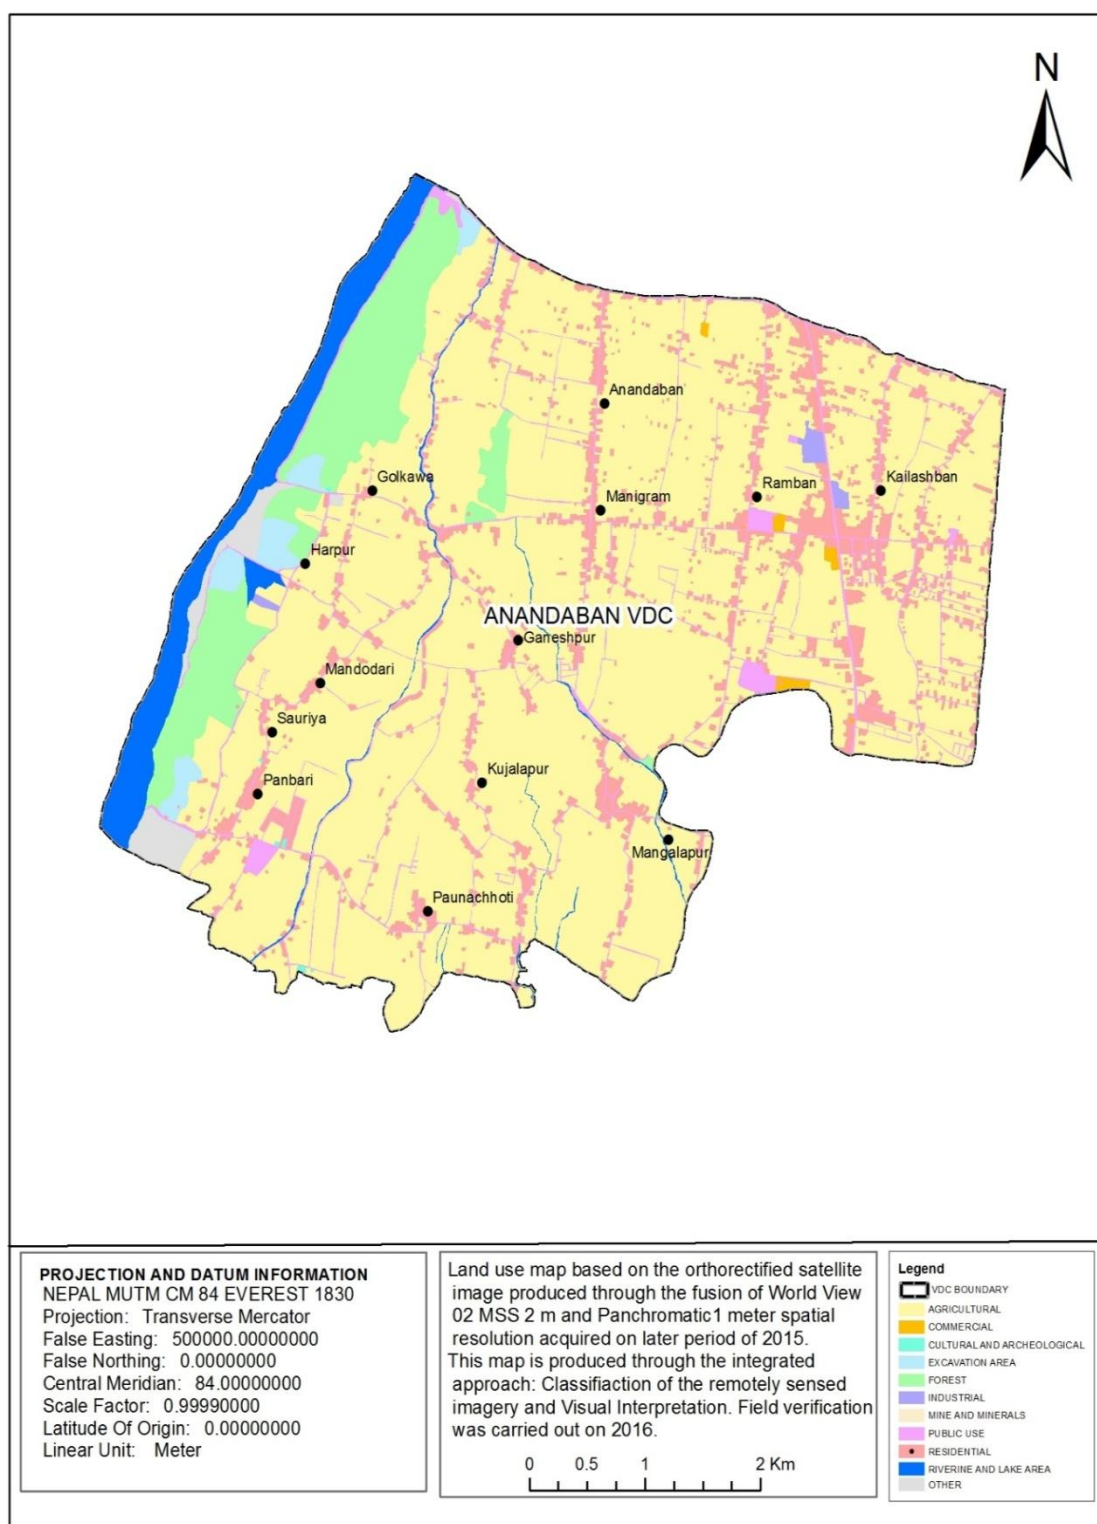 N
Anandaban
Golkawa
Ramban
Kailashban
Manigram
Harpur
ANANDABAN VDC
Ganeshpur
Mandodari
Sauriya
Panbari
Kujalapur
Mangalapur
Paunachhoti
PROJECTION AND DATUM INFORMATION
NEPAL MUTM CM 84 EVEREST 1830
Projection: Transverse Mercator
False Easting: 500000.00000000
False Northing: 0.00000000
Central Meridian: 84.00000000
Scale Factor: 0.99990000
Latitude Of Origin: 0.00000000
Linear Unit: Meter
Land use map based on the orthorectified satellite
image produced through the fusion of World View
02 MSS 2 m and Panchromatic1 meter spatial
resolution acquired on later period of 2015.
This map is produced through the integrated
approach: Classifiaction of the remotely sensed
imagery and Visual Interpretation. Field verification
was carried out on 2016.
0 0.5 1 2 Km
Legend
VDC BOUNDARY
AGRICULTURAL
COMMERCIAL
CULTURAL AND ARCHEOLOGICAL
EXCAVATION AREA
FOREST
INDUSTRIAL
MINE AND MINERALS
PUBLIC USE
RESIDENTIAL
RIVERINE AND LAKE AREA
OTHER